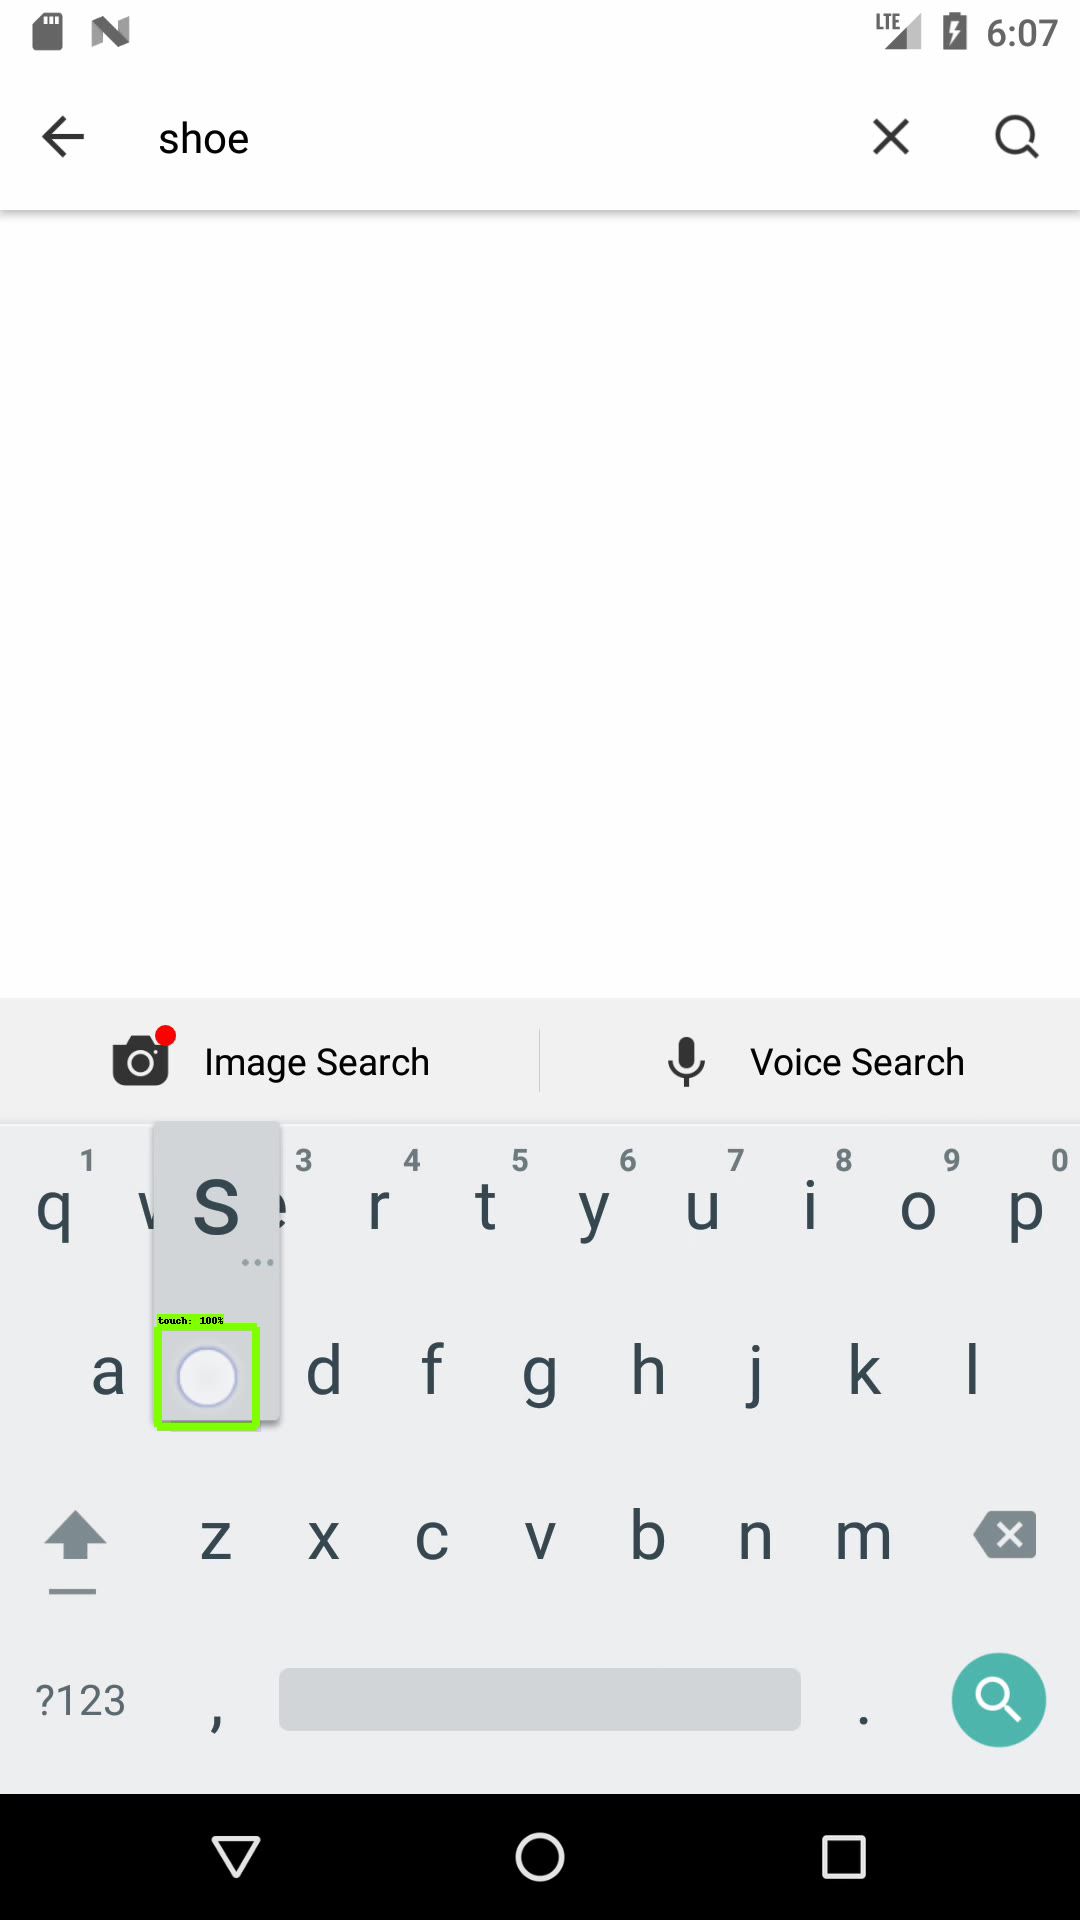 LTE 6:07
shoe
Image Search
Voice Search
1 3 4 5 6 7 8 9 0
q s r t y u i o p
touch: 100%
a d f g h j k l
z x c v b n m
?123 , .